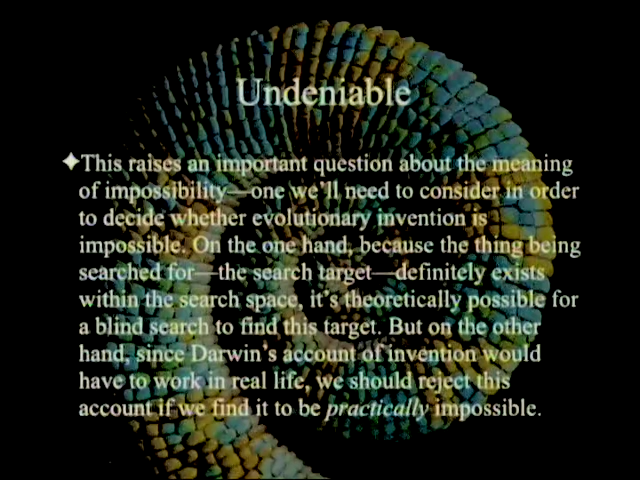 Undeniable
✦This raises an important question about the meaning
of impossibility—one we'll need to consider in order
to decide whether evolutionary invention is
impossible. On the one hand, because the thing being
searched for—the search target—definitely exists
within the search space, it's theoretically possible for
a blind search to find this target. But on the other
hand, since Darwin's account of invention would
have to work in real life, we should reject this
account if we find it to be practically impossible.